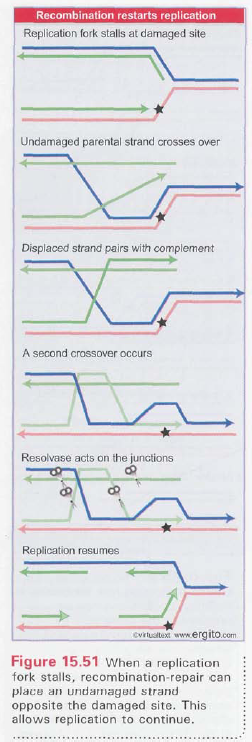 Recombination restarts replication
Replication fork stalls at damaged site
Undamaged parental strand crosses over
Displaced strand pairs with complement
A second crossover occurs
Resolvase acts on the junctions
Replication resumes
©virtualtext www.ergito.com
Figure 15.51 When a replication
fork stalls, recombination-repair can
place an undamaged strand
opposite the damaged site. This
allows replication to continue.